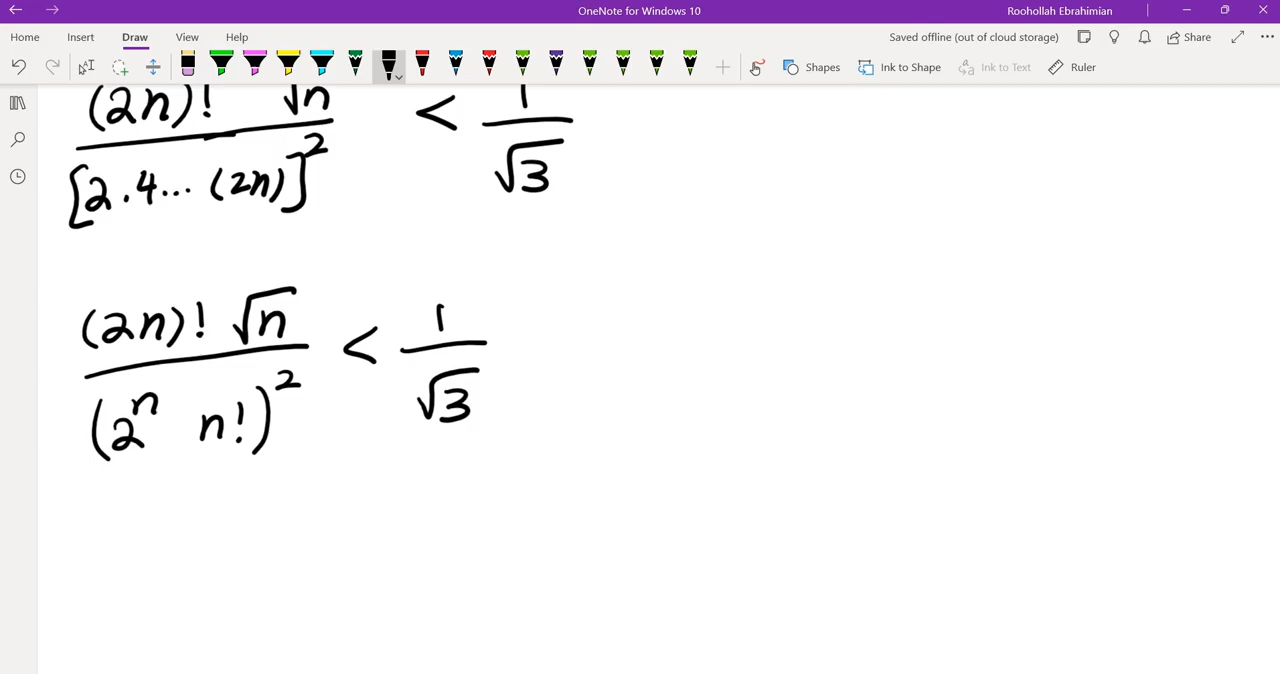 OneNote for Windows 10
Roohollah Ebrahimian
Home Insert Draw View Help
Saved offline (out of cloud storage)
Share
Shapes
Ink to Shape
Ink to Text
Ruler
(2n)! √n < 1
[2.4... (2n)]² √3
(2n)! √n < 1
(2ⁿ n!)² √3